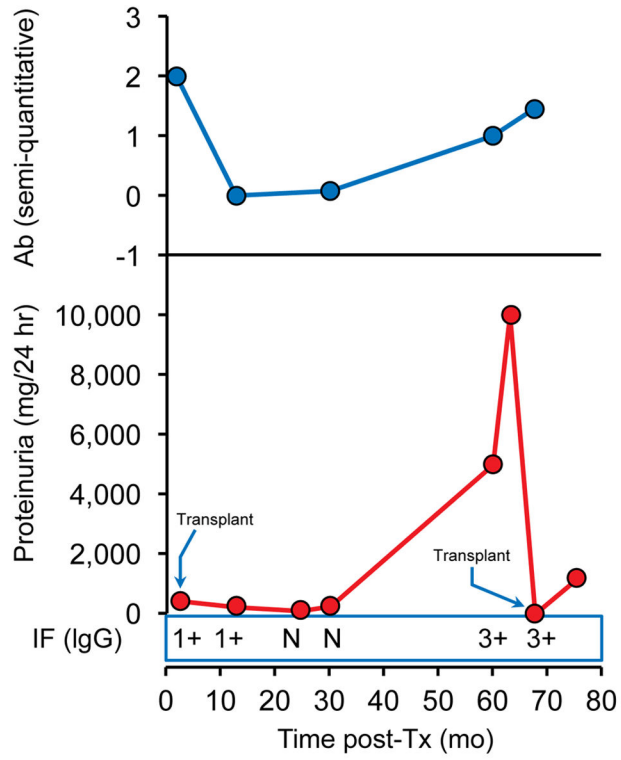 Ab (semi-quantitative)
3
2
1
0
-1
Proteinuria (mg/24 hr)
10,000
8,000
6,000
4,000
2,000
0
Transplant
Transplant
IF (IgG)
1+ 1+ N N 3+ 3+
0 10 20 30 40 50 60 70 80
Time post-Tx (mo)